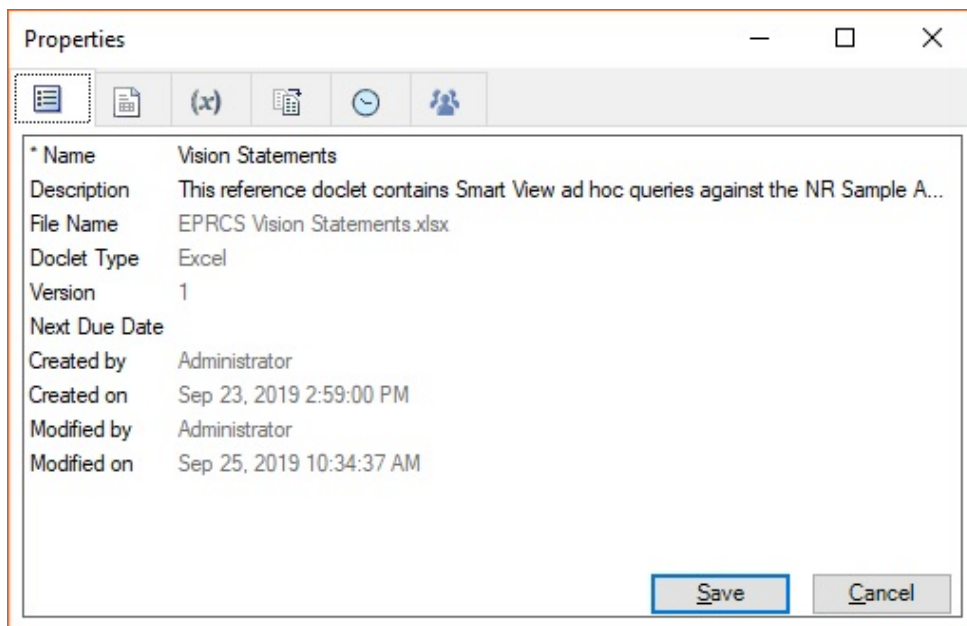 Properties
(x)
* Name Vision Statements
Description This reference doclet contains Smart View ad hoc queries against the NR Sample A...
File Name EPRCS Vision Statements.xlsx
Doclet Type Excel
Version 1
Next Due Date
Created by Administrator
Created on Sep 23, 2019 2:59:00 PM
Modified by Administrator
Modified on Sep 25, 2019 10:34:37 AM
Save Cancel